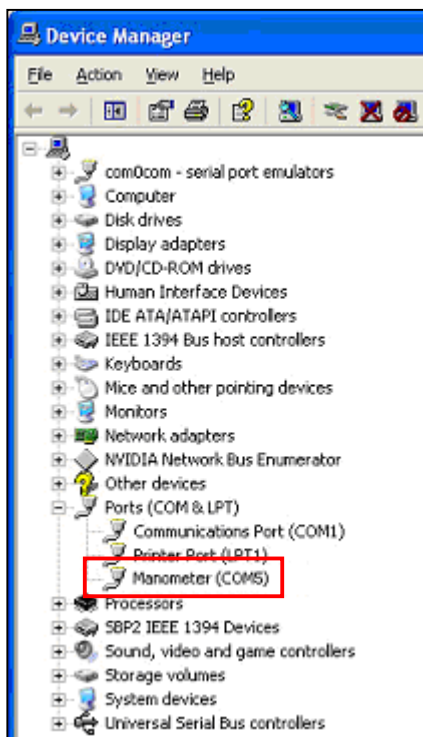 Device Manager
File Action View Help
com0com - serial port emulators
Computer
Disk drives
Display adapters
DVD/CD-ROM drives
Human Interface Devices
IDE ATA/ATAPI controllers
IEEE 1394 Bus host controllers
Keyboards
Mice and other pointing devices
Monitors
Network adapters
NVIDIA Network Bus Enumerator
Other devices
Ports (COM & LPT)
Communications Port (COM1)
Printer Port (LPT1)
Manometer (COM5)
Processors
SBP2 IEEE 1394 Devices
Sound, video and game controllers
Storage volumes
System devices
Universal Serial Bus controllers